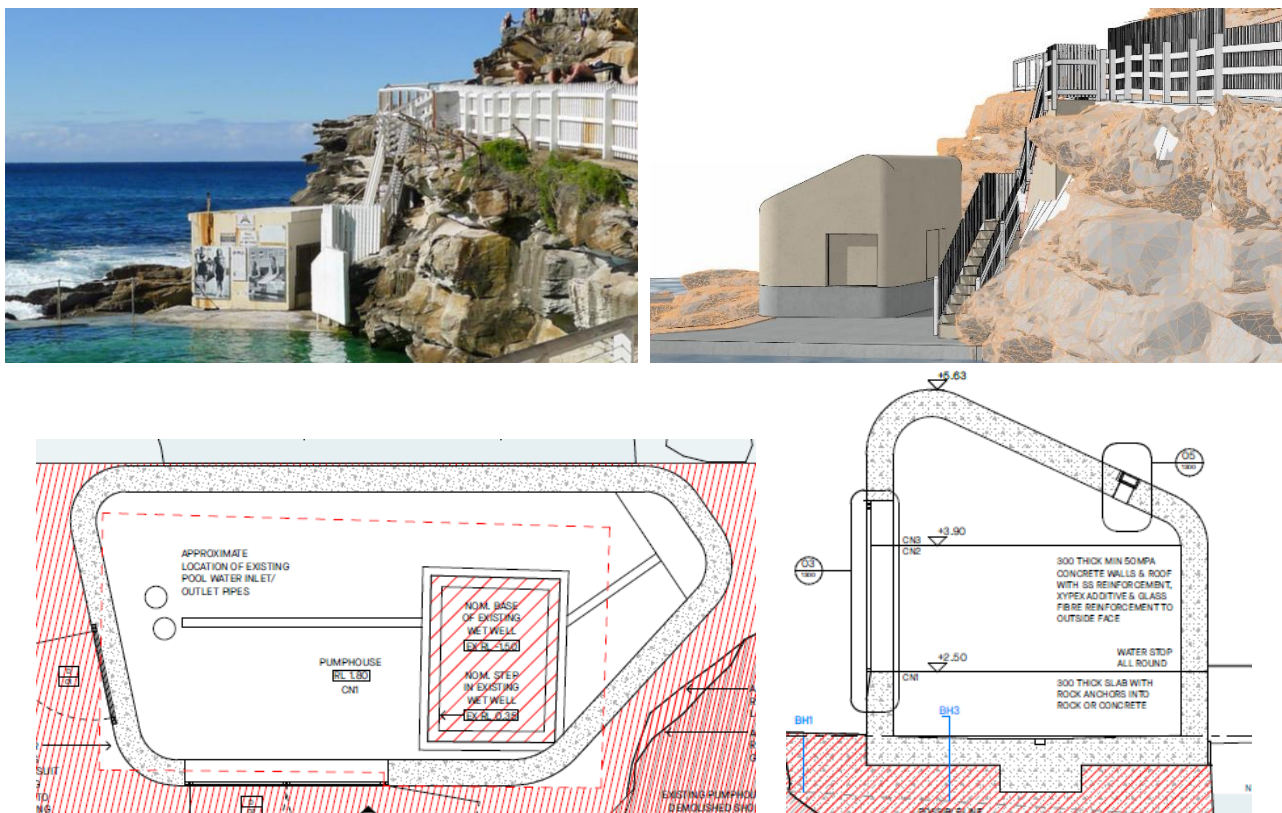 +5.63
05
1300
APPROXIMATE
LOCATION OF EXISTING
POOL WATER INLET/
OUTLET PIPES
NOM. BASE
OF EXISTING
WETWELL
EX RL -1.50
NOM. STEP
IN EXISTING
WETWELL
EX RL 0.35
PUMPHOUSE
RL 1.80
CN1
EXISTING PUMPHOU
DEMOLISHED SHO
SUIT
TO
NG.
03
1300
CN3
+3.90
CN2
300 THICK MIN 50MPA
CONCRETE WALLS & ROOF
WITH SS REINFORCEMENT,
XYPEX ADDITIVE & GLASS
FIBRE REINFORCEMENT TO
OUTSIDE FACE
+2.50
WATER STOP
ALL ROUND
CN1
300 THICK SLAB WITH
ROCK ANCHORS INTO
ROCK OR CONCRETE
BH1
BH3